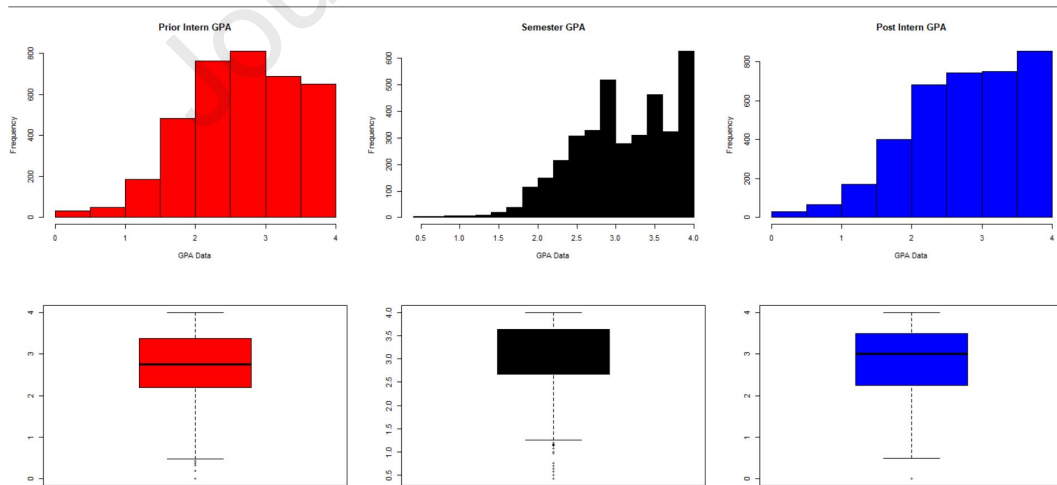 Jou
Prior Intern GPA
Semester GPA
Post Intern GPA
Frequency
0 200 400 600 800
0 1 2 3 4
GPA Data
Frequency
0 100 200 300 400 500 600
0.5 1.0 1.5 2.0 2.5 3.0 3.5 4.0
GPA Data
Frequency
0 200 400 600 800
0 1 2 3 4
GPA Data
0 1 2 3 4
0.5 1.0 1.5 2.0 2.5 3.0 3.5 4.0
0 1 2 3 4